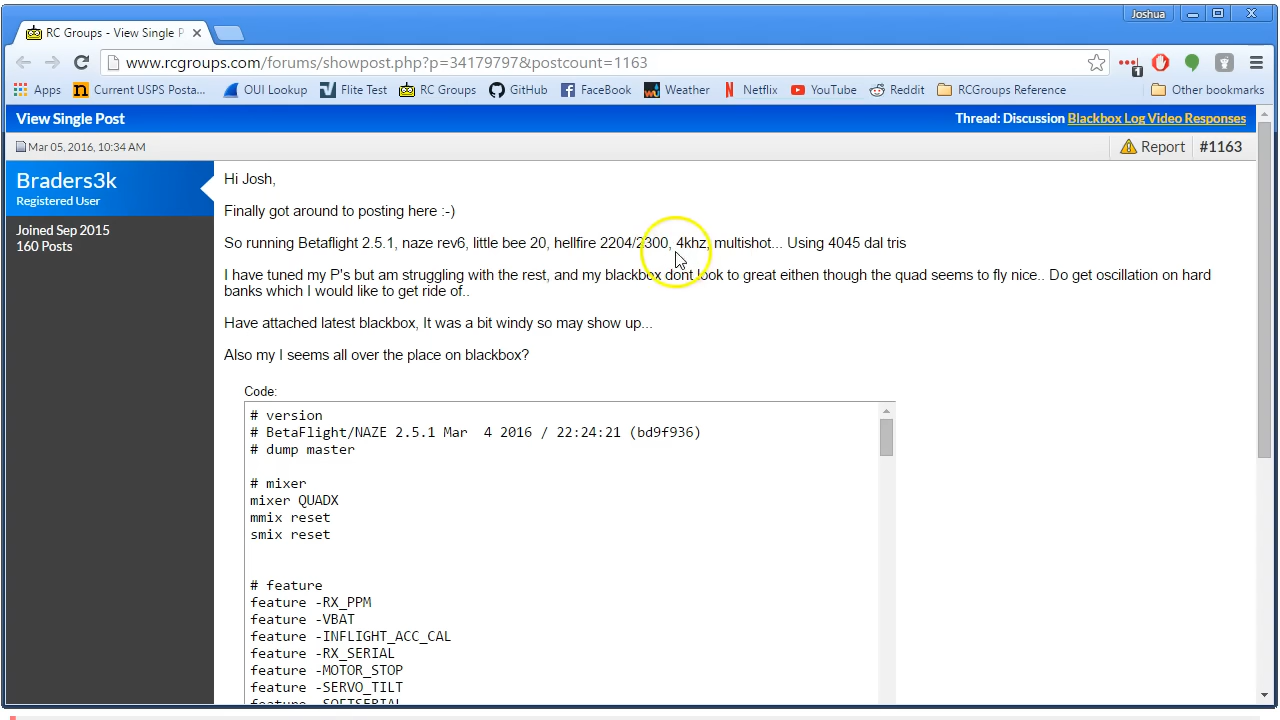 Joshua
RC Groups - View Single P
www.rcgroups.com/forums/showpost.php?p=34179797&postcount=1163
1
Apps
Current USPS Posta...
OUI Lookup
Flite Test
RC Groups
GitHub
FaceBook
Weather
Netflix
YouTube
Reddit
RCGroups Reference
Other bookmarks
View Single Post
Thread: Discussion Blackbox Log Video Responses
Mar 05, 2016, 10:34 AM
Report #1163
Braders3k
Registered User
Joined Sep 2015
160 Posts
Hi Josh,
Finally got around to posting here :-)
So running Betaflight 2.5.1, naze rev6, little bee 20, hellfire 2204/2300, 4khz, multishot... Using 4045 dal tris
I have tuned my P's but am struggling with the rest, and my blackbox dont look to great eithen though the quad seems to fly nice.. Do get oscillation on hard
banks which I would like to get ride of..
Have attached latest blackbox, It was a bit windy so may show up...
Also my I seems all over the place on blackbox?
Code:
# version
# BetaFlight/NAZE 2.5.1 Mar  4 2016 / 22:24:21 (bd9f936)
# dump master
# mixer
mixer QUADX
mmix reset
smix reset
# feature
feature -RX_PPM
feature -VBAT
feature -INFLIGHT_ACC_CAL
feature -RX_SERIAL
feature -MOTOR_STOP
feature -SERVO_TILT
feature -SOFTSERIAL